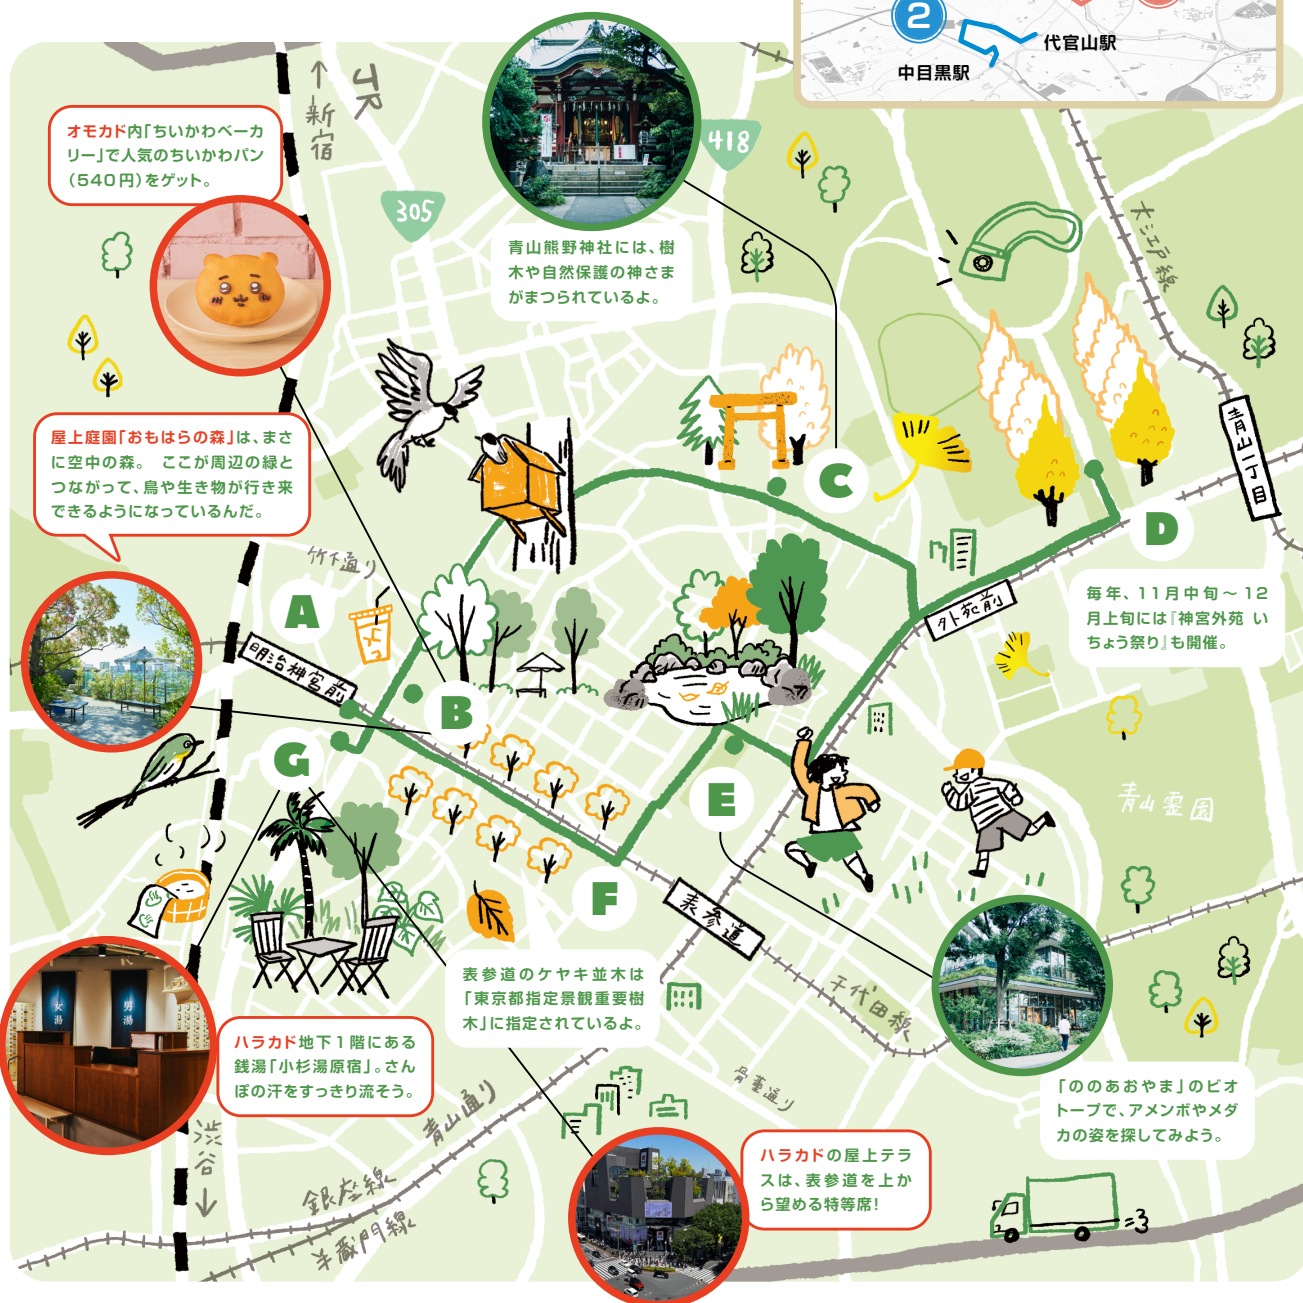 2
代官山駅
中目黒駅
↑新宿
JR
418
305
オモカド内「ちいかわベーカ
リー」で人気のちいかわパン
(540円)をゲット。
青山熊野神社には、樹
木や自然保護の神さま
がまつられているよ。
大江戸線
青山一丁目
屋上庭園「おもはらの森」は、まさ
に空中の森。 ここが周辺の緑と
つながって、鳥や生き物が行き来
できるようになっているんだ。
C
D
竹下通り
A
外苑前
毎年、11月中旬〜12
月上旬には『神宮外苑 い
ちょう祭り』も開催。
明治神宮前
B
G
E
青山霊園
F
表参道
女湯
男湯
表参道のケヤキ並木は
「東京都指定景観重要樹
木」に指定されているよ。
千代田線
ハラカド地下1階にある
銭湯「小杉湯原宿」。さん
ぽの汗をすっきり流そう。
骨董通り
青山通り
「ののあおやま」のビオ
トープで、アメンボやメダ
カの姿を探してみよう。
渋谷↓
銀座線
半蔵門線
ハラカドの屋上テラ
スは、表参道を上か
ら望める特等席!